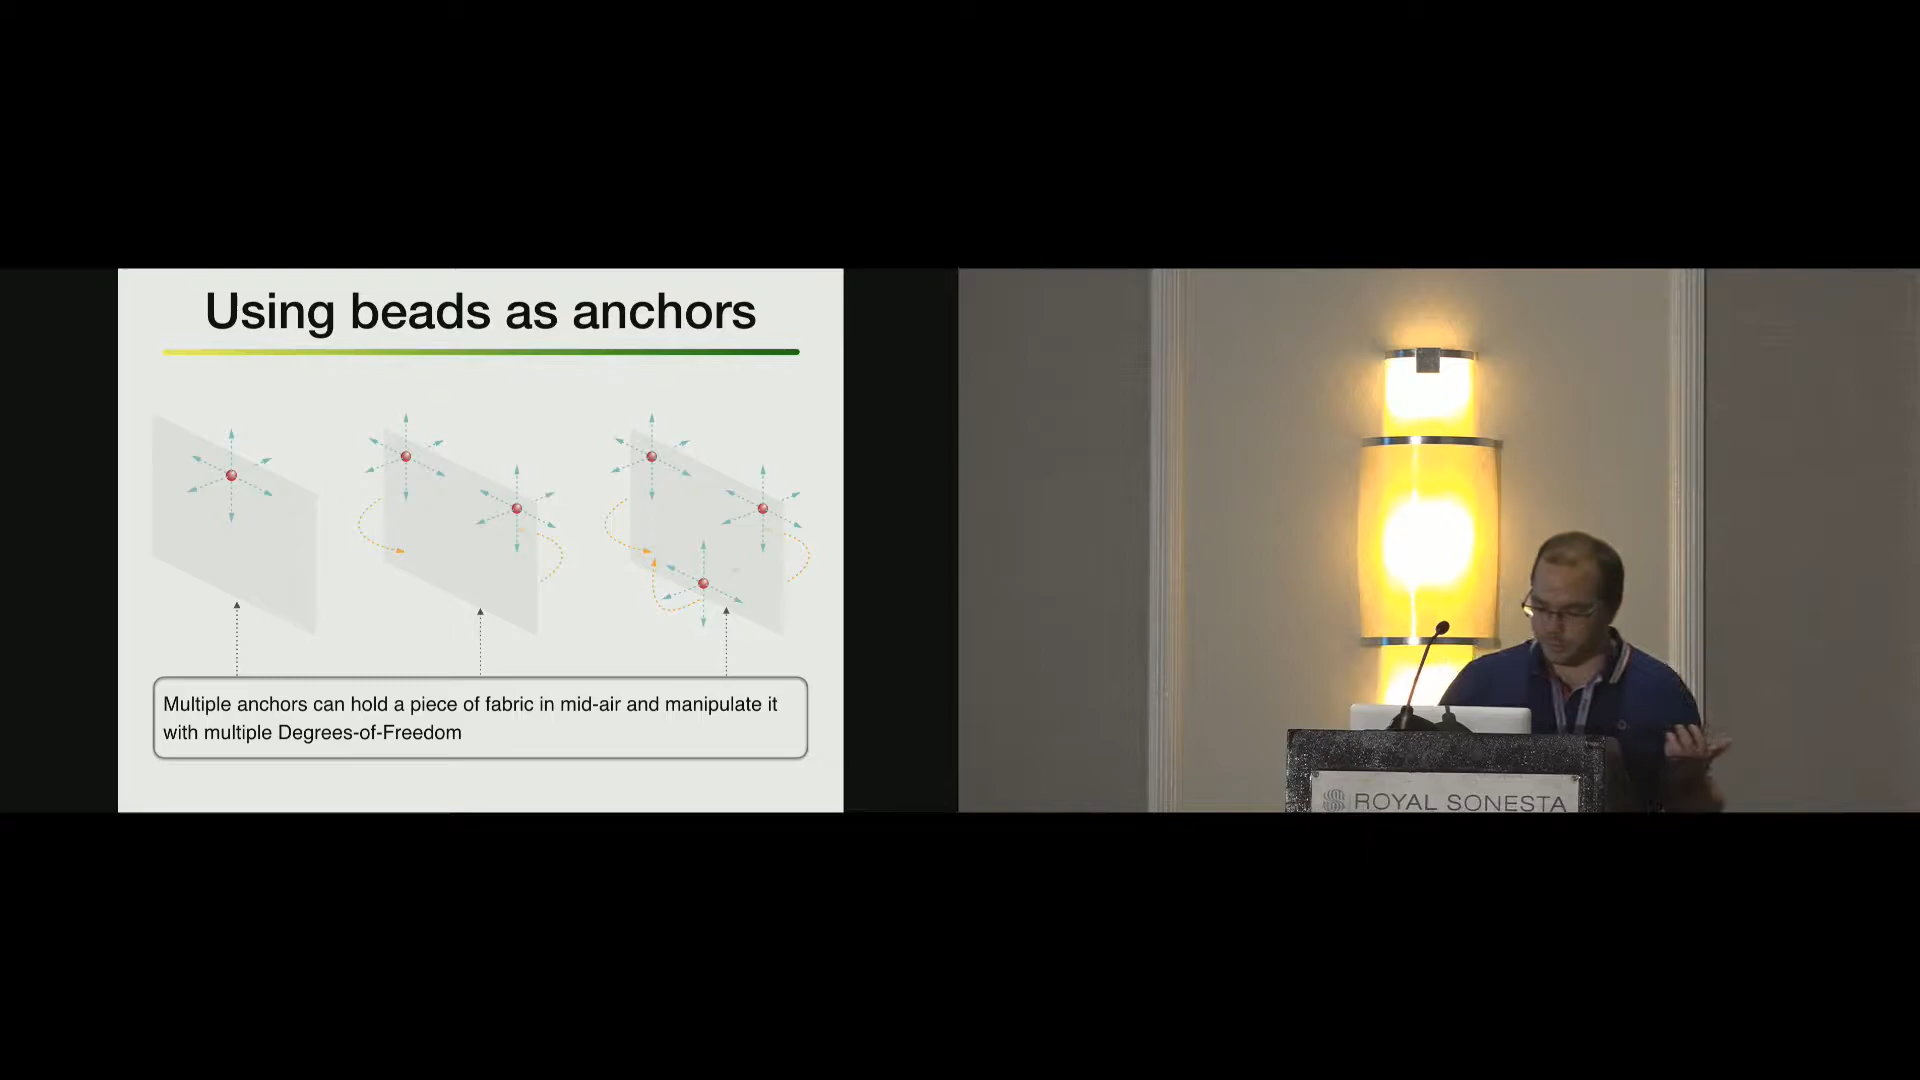 Using beads as anchors
Multiple anchors can hold a piece of fabric in mid-air and manipulate it
with multiple Degrees-of-Freedom
ROYAL SONESTA